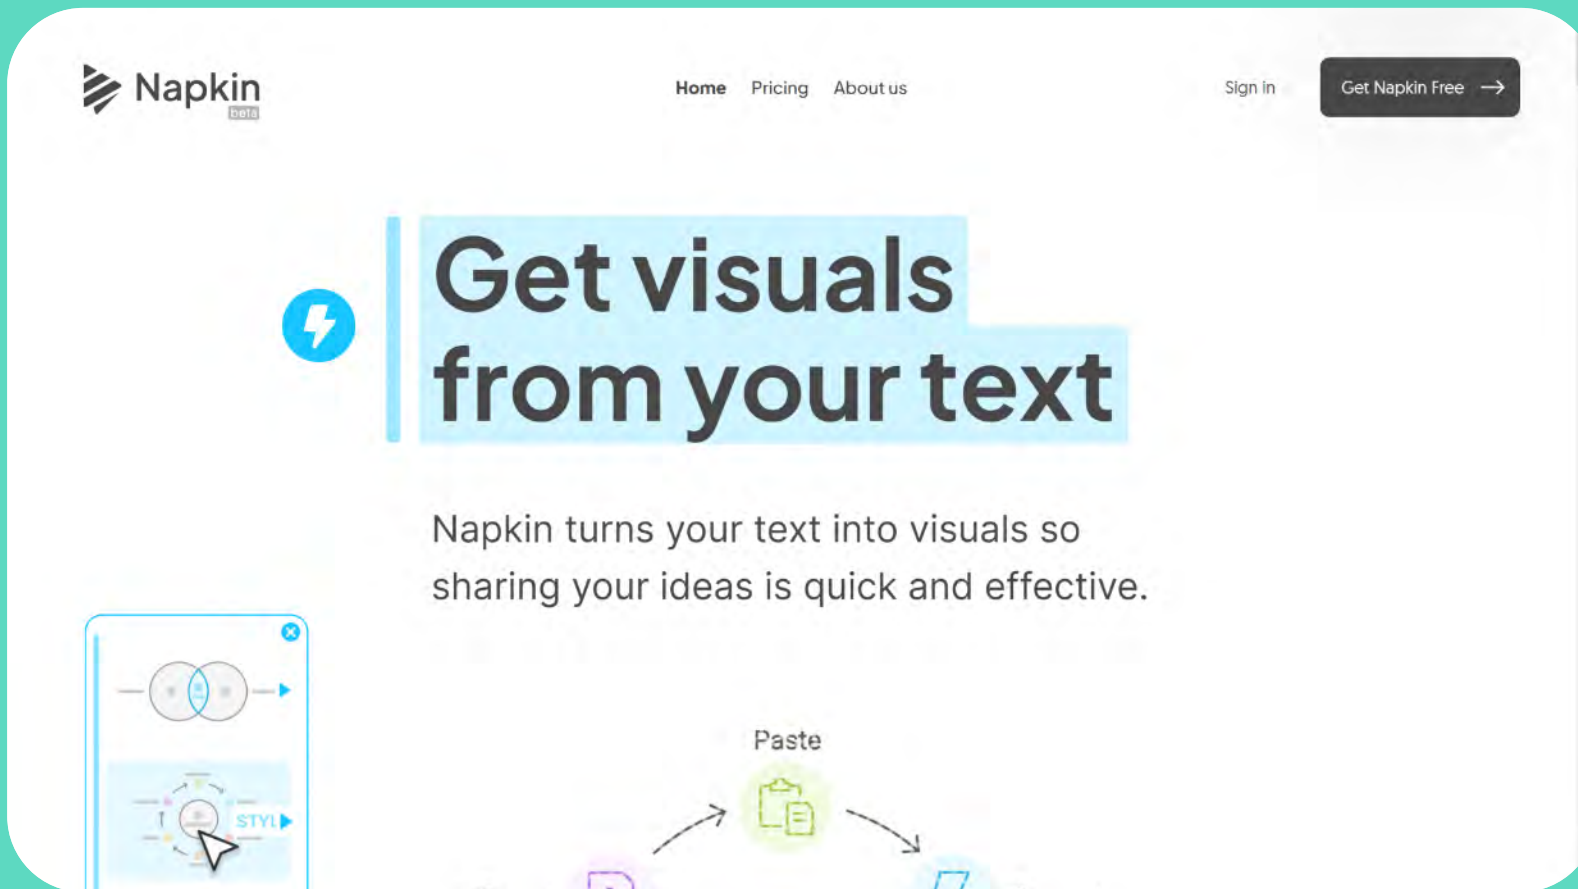 Napkin
beta
Home Pricing About us
Sign in
Get Napkin Free
Get visuals
from your text
Napkin turns your text into visuals so
sharing your ideas is quick and effective.
Paste